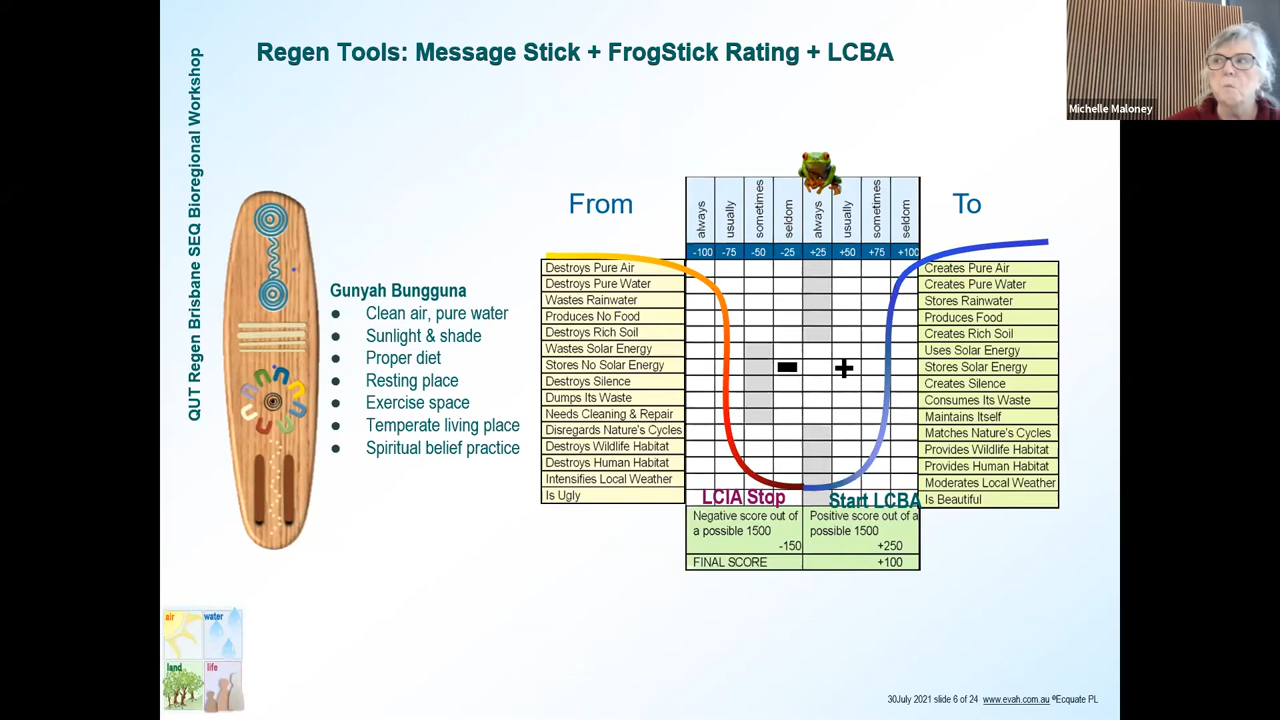 Regen Tools: Message Stick + FrogStick Rating + LCBA
Michelle Maloney
QUT Regen Brisbane SEQ Bioregional Workshop
From
To
always
usually
sometimes
seldom
always
usually
sometimes
seldom
-100 -75 -50 -25 +25 +50 +75 +100
Gunyah Bungguna
● Clean air, pure water
● Sunlight & shade
● Proper diet
● Resting place
● Exercise space
● Temperate living place
● Spiritual belief practice
Destroys Pure Air
Destroys Pure Water
Wastes Rainwater
Produces No Food
Destroys Rich Soil
Wastes Solar Energy
Stores No Solar Energy
Destroys Silence
Dumps Its Waste
Needs Cleaning & Repair
Disregards Nature's Cycles
Destroys Wildlife Habitat
Destroys Human Habitat
Intensifies Local Weather
Is Ugly
- +
Creates Pure Air
Creates Pure Water
Stores Rainwater
Produces Food
Creates Rich Soil
Uses Solar Energy
Stores Solar Energy
Creates Silence
Consumes Its Waste
Maintains Itself
Matches Nature's Cycles
Provides Wildlife Habitat
Provides Human Habitat
Moderates Local Weather
Is Beautiful
LCIA Stop
Start LCBA
Negative score out of
a possible 1500
-150
Positive score out of a
possible 1500
+250
FINAL SCORE +100
air
water
land
life
30July 2021 slide 6 of 24 www.evah.com.au ©Ecquate PL